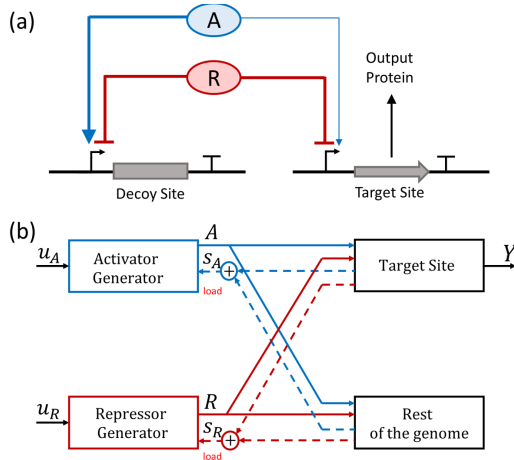 (a)
A
R
Output
Protein
Decoy Site
Target Site
(b)
u_A
Activator
Generator
A
S_A
+
load
Target Site
Y
u_R
Repressor
Generator
R
S_R
+
load
Rest
of the genome